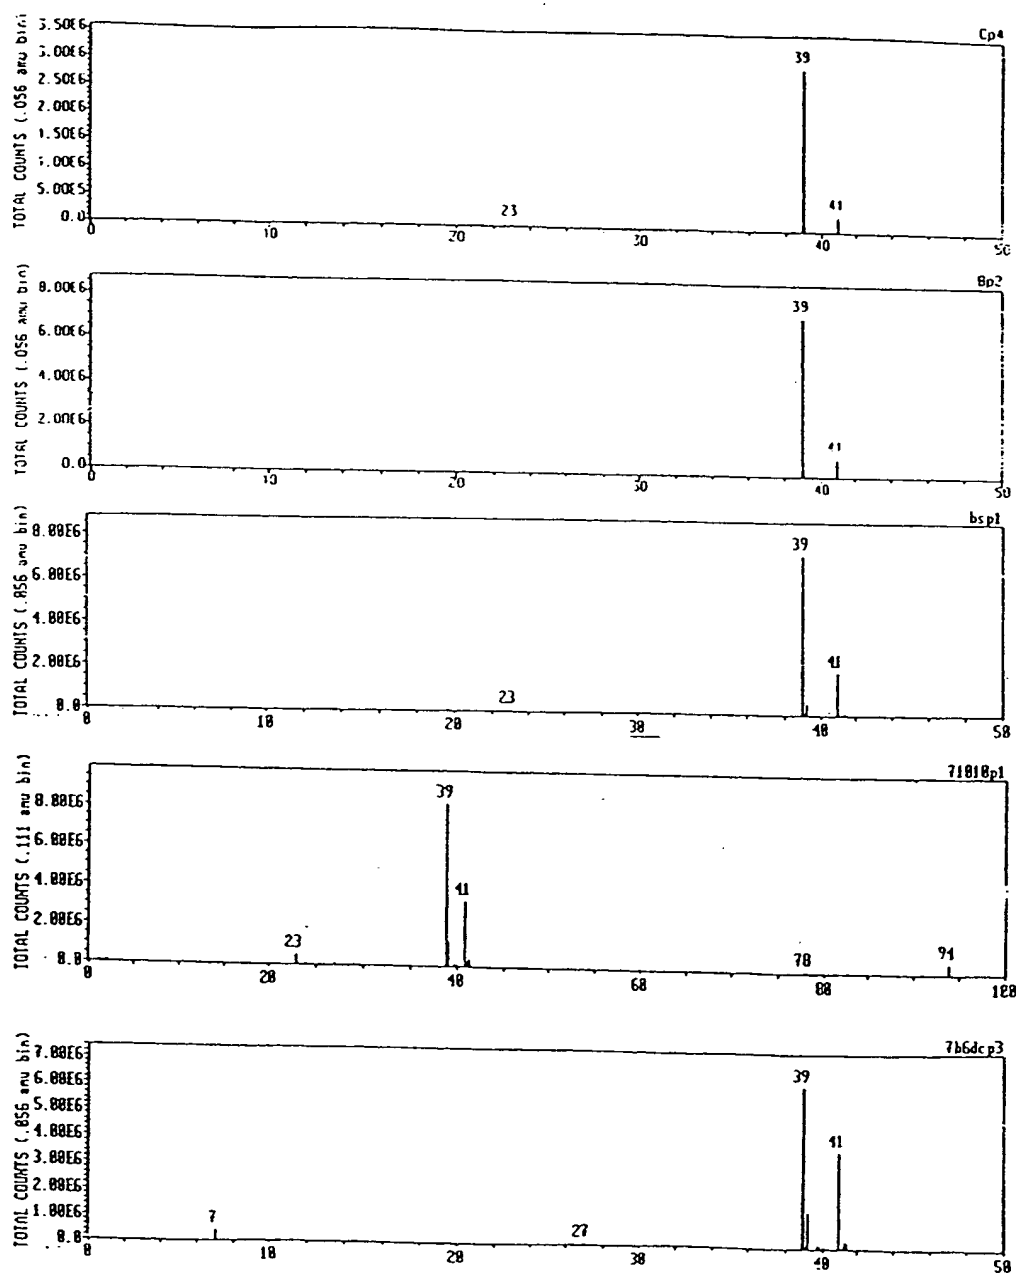 Cp4
TOTAL COUNTS (.056 amu bin)
3.50E6
3.00E6
2.50E6
2.00E6
1.50E6
1.00E6
5.00E5
0.0
23
39
41
0 10 20 30 40 50
Bp2
TOTAL COUNTS (.056 amu bin)
8.00E6
6.00E6
4.00E6
2.00E6
0.0
39
41
0 10 20 30 40 50
bsp1
TOTAL COUNTS (.056 amu bin)
8.00E6
6.00E6
4.00E6
2.00E6
0.0
23
39
41
0 10 20 30 40 50
71010p1
TOTAL COUNTS (.111 amu bin)
8.00E6
6.00E6
4.00E6
2.00E6
0.0
23
39
41
78
94
0 20 40 60 80 100
7b6dcp3
TOTAL COUNTS (.056 amu bin)
7.00E6
6.00E6
5.00E6
4.00E6
3.00E6
2.00E6
1.00E6
0.0
7
27
39
41
0 10 20 30 40 50